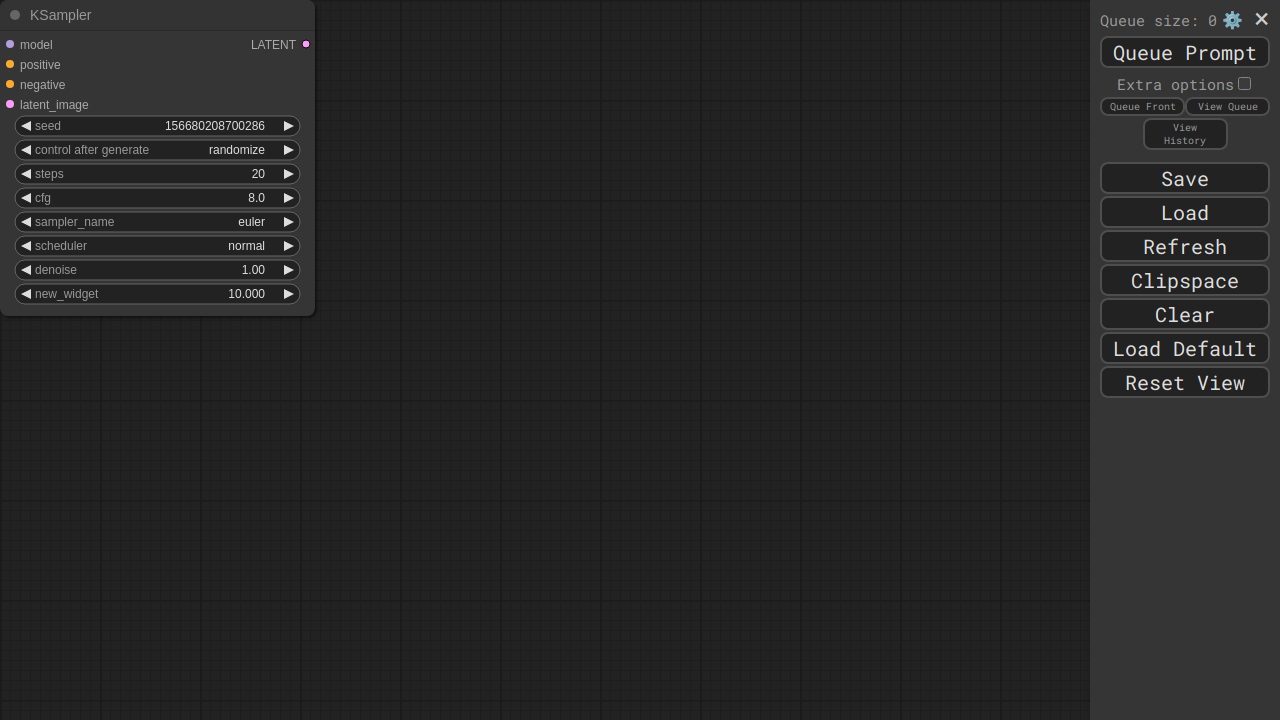 KSampler
model
LATENT
positive
negative
latent_image
seed 156680208700286
control after generate randomize
steps 20
cfg 8.0
sampler_name euler
scheduler normal
denoise 1.00
new_widget 10.000
Queue size: 0
Queue Prompt
Extra options
Queue Front
View Queue
View
History
Save
Load
Refresh
Clipspace
Clear
Load Default
Reset View